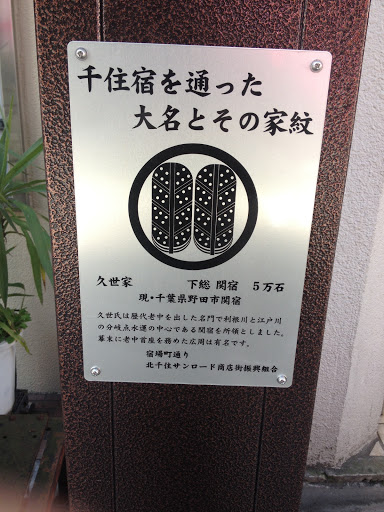 千住宿を通った
大名とその家紋
久世家　下総 関宿　5万石
現・千葉県野田市関宿
久世氏は歴代老中を出した名門で利根川と江戸川
の分岐点水運の中心である関宿を所領としました。
幕末に老中首座を務めた広周は有名です。
宿場町通り
北千住サンロード商店街振興組合